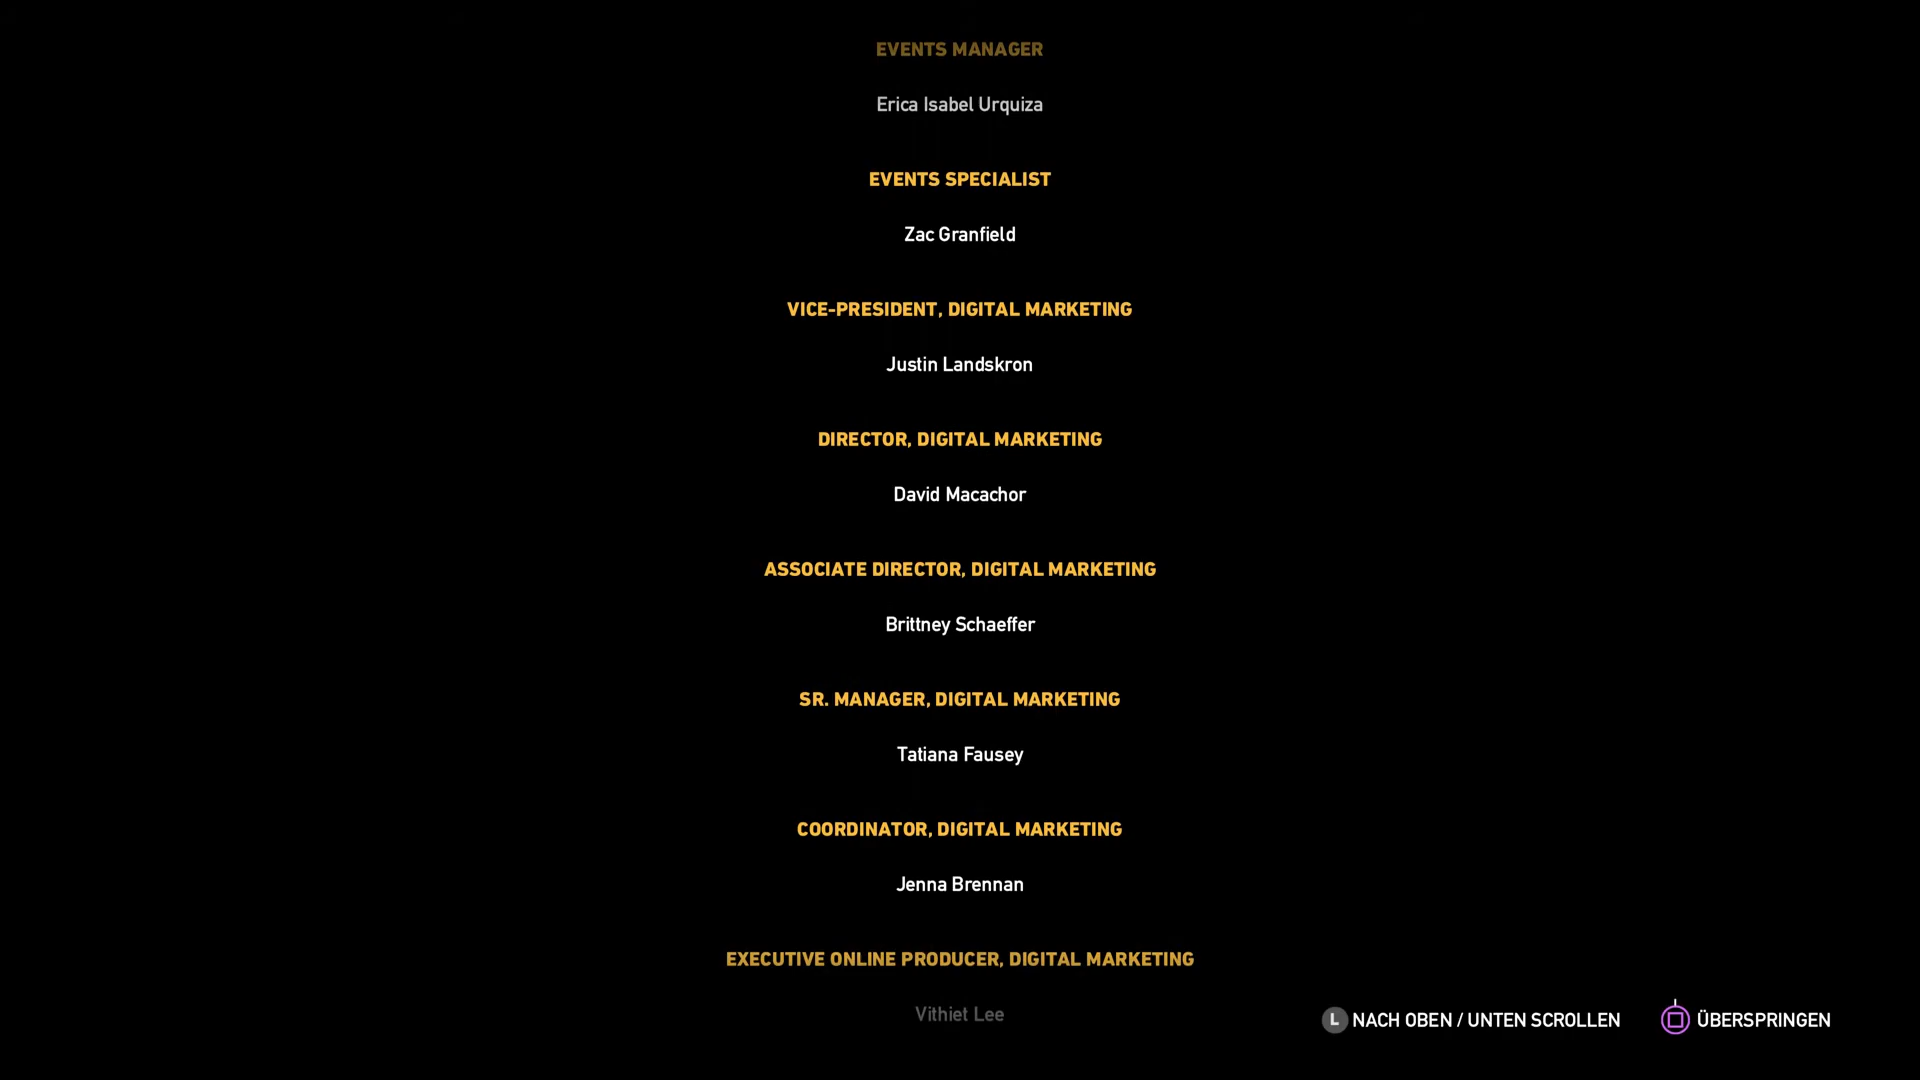 EVENTS MANAGER
Erica Isabel Urquiza
EVENTS SPECIALIST
Zac Granfield
VICE-PRESIDENT, DIGITAL MARKETING
Justin Landskron
DIRECTOR, DIGITAL MARKETING
David Macachor
ASSOCIATE DIRECTOR, DIGITAL MARKETING
Brittney Schaeffer
SR. MANAGER, DIGITAL MARKETING
Tatiana Fausey
COORDINATOR, DIGITAL MARKETING
Jenna Brennan
EXECUTIVE ONLINE PRODUCER, DIGITAL MARKETING
Vithiet Lee
L NACH OBEN / UNTEN SCROLLEN ÜBERSPRINGEN